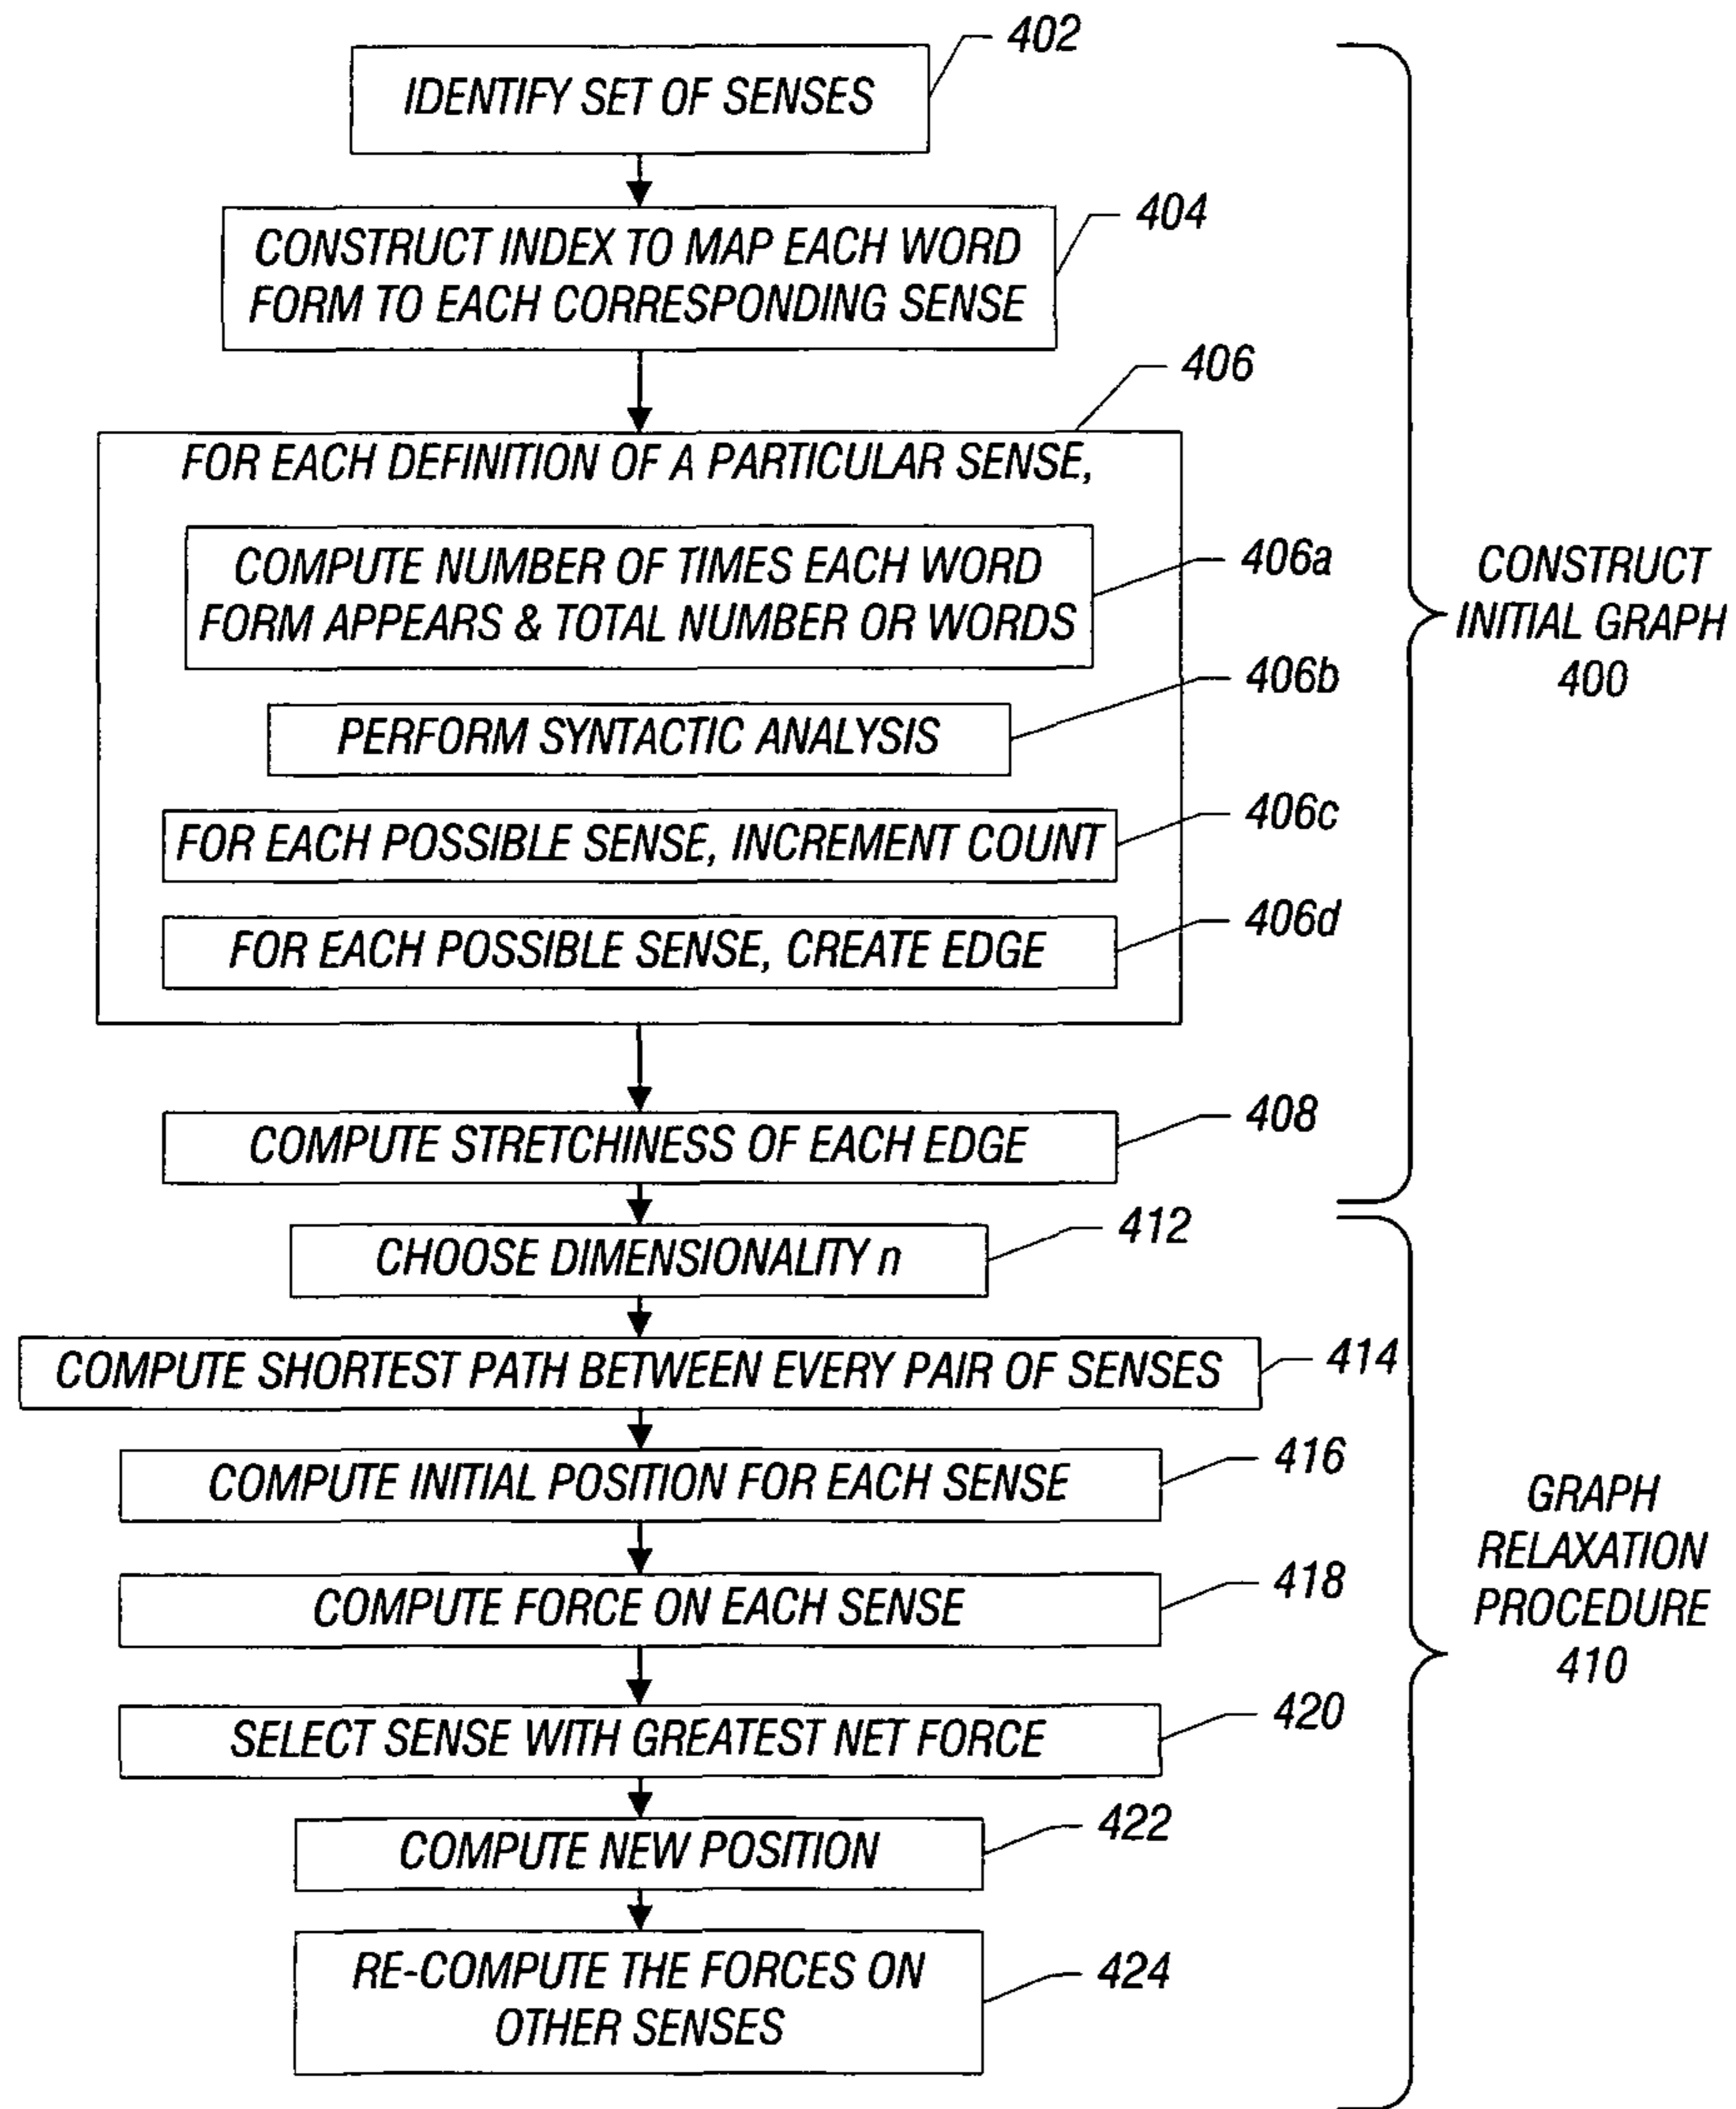 402
IDENTIFY SET OF SENSES
404
CONSTRUCT INDEX TO MAP EACH WORD
FORM TO EACH CORRESPONDING SENSE
406
FOR EACH DEFINITION OF A PARTICULAR SENSE,
406a
COMPUTE NUMBER OF TIMES EACH WORD
FORM APPEARS & TOTAL NUMBER OR WORDS
406b
PERFORM SYNTACTIC ANALYSIS
406c
FOR EACH POSSIBLE SENSE, INCREMENT COUNT
406d
FOR EACH POSSIBLE SENSE, CREATE EDGE
408
COMPUTE STRETCHINESS OF EACH EDGE
CONSTRUCT
INITIAL GRAPH
400
412
CHOOSE DIMENSIONALITY n
414
COMPUTE SHORTEST PATH BETWEEN EVERY PAIR OF SENSES
416
COMPUTE INITIAL POSITION FOR EACH SENSE
418
COMPUTE FORCE ON EACH SENSE
420
SELECT SENSE WITH GREATEST NET FORCE
422
COMPUTE NEW POSITION
424
RE-COMPUTE THE FORCES ON
OTHER SENSES
GRAPH
RELAXATION
PROCEDURE
410